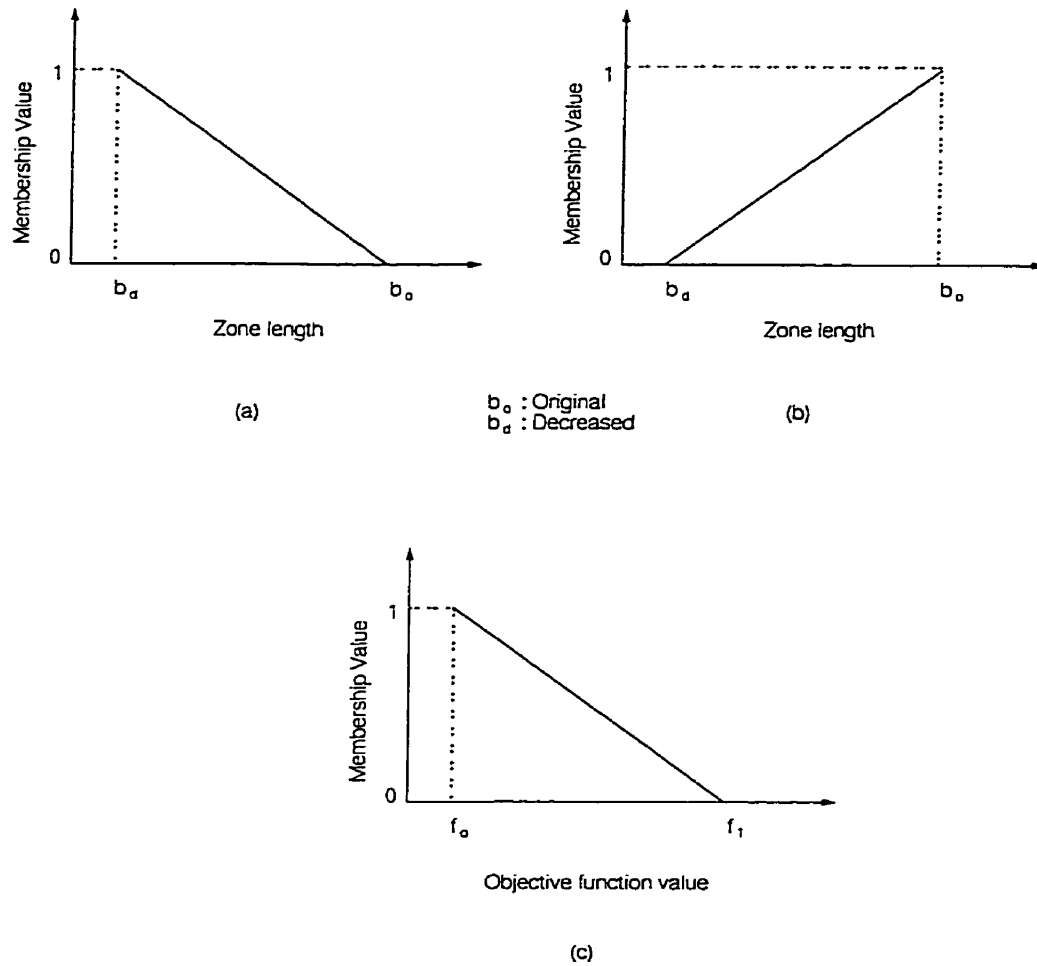 1
Membership Value
0
b_d
b_o
Zone length
(a)
1
Membership Value
0
b_d
b_o
Zone length
(b)
b_o : Original
b_d : Decreased
1
Membership Value
0
f_o
f_1
Objective function value
(c)